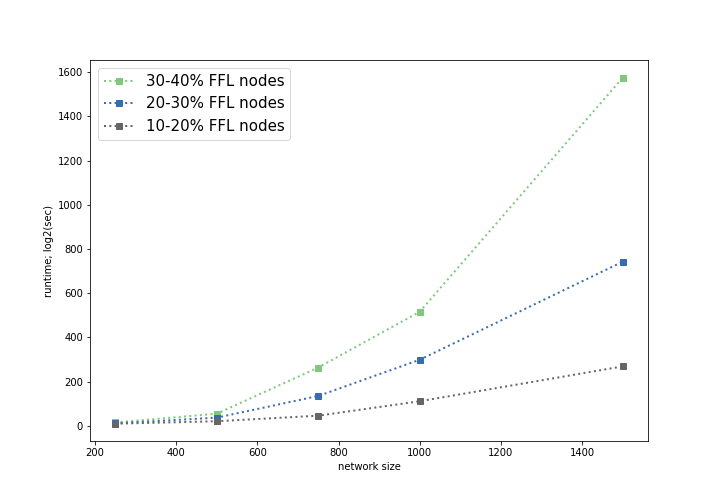 30-40% FFL nodes
20-30% FFL nodes
10-20% FFL nodes
runtime; log2(sec)
1600
1400
1200
1000
800
600
400
200
0
200 400 600 800 1000 1200 1400
network size